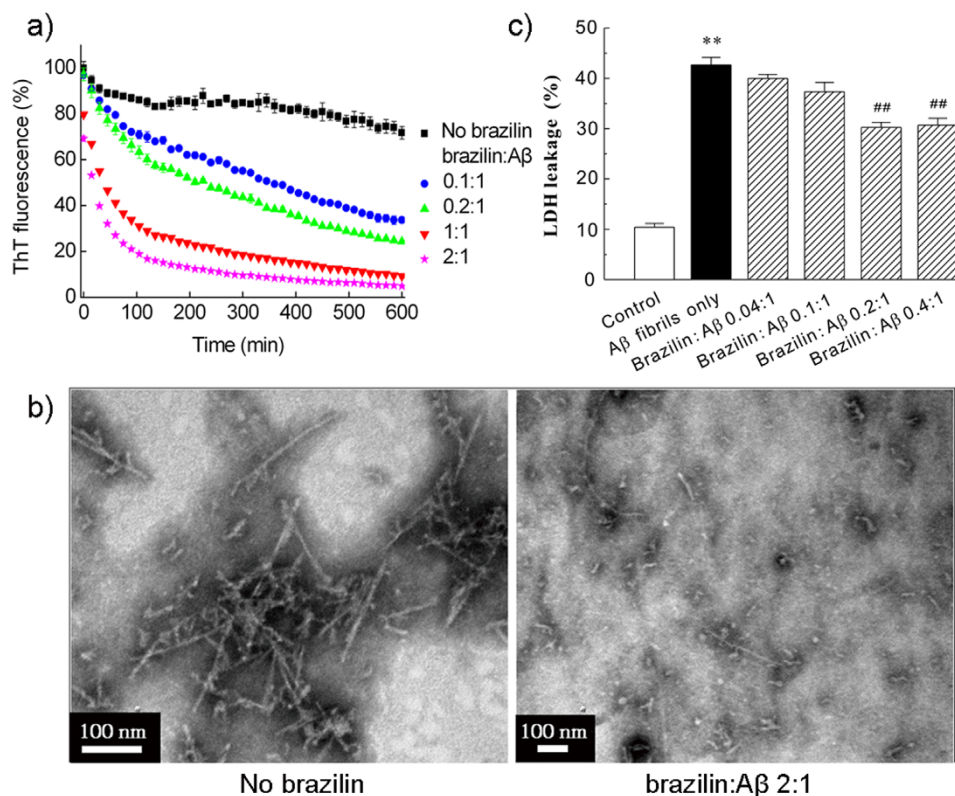 a)
ThT fluorescence (%)
100
80
60
40
20
0
0
100
200
300
400
500
600
Time (min)
No brazilin
brazilin:Aβ
0.1:1
0.2:1
1:1
2:1
c)
LDH leakage (%)
50
40
30
20
10
0
**
##
##
Control
Aβ fibrils only
Brazilin: Aβ 0.04:1
Brazilin: Aβ 0.1:1
Brazilin: Aβ 0.2:1
Brazilin: Aβ 0.4:1
b)
100 nm
100 nm
No brazilin
brazilin:Aβ 2:1